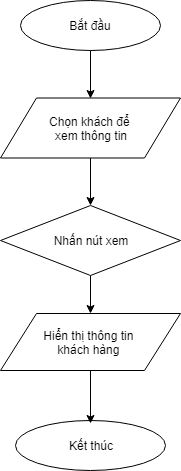 Bắt đầu
Chọn khách để
xem thông tin
Nhấn nút xem
Hiển thị thông tin
khách hàng
Kết thúc